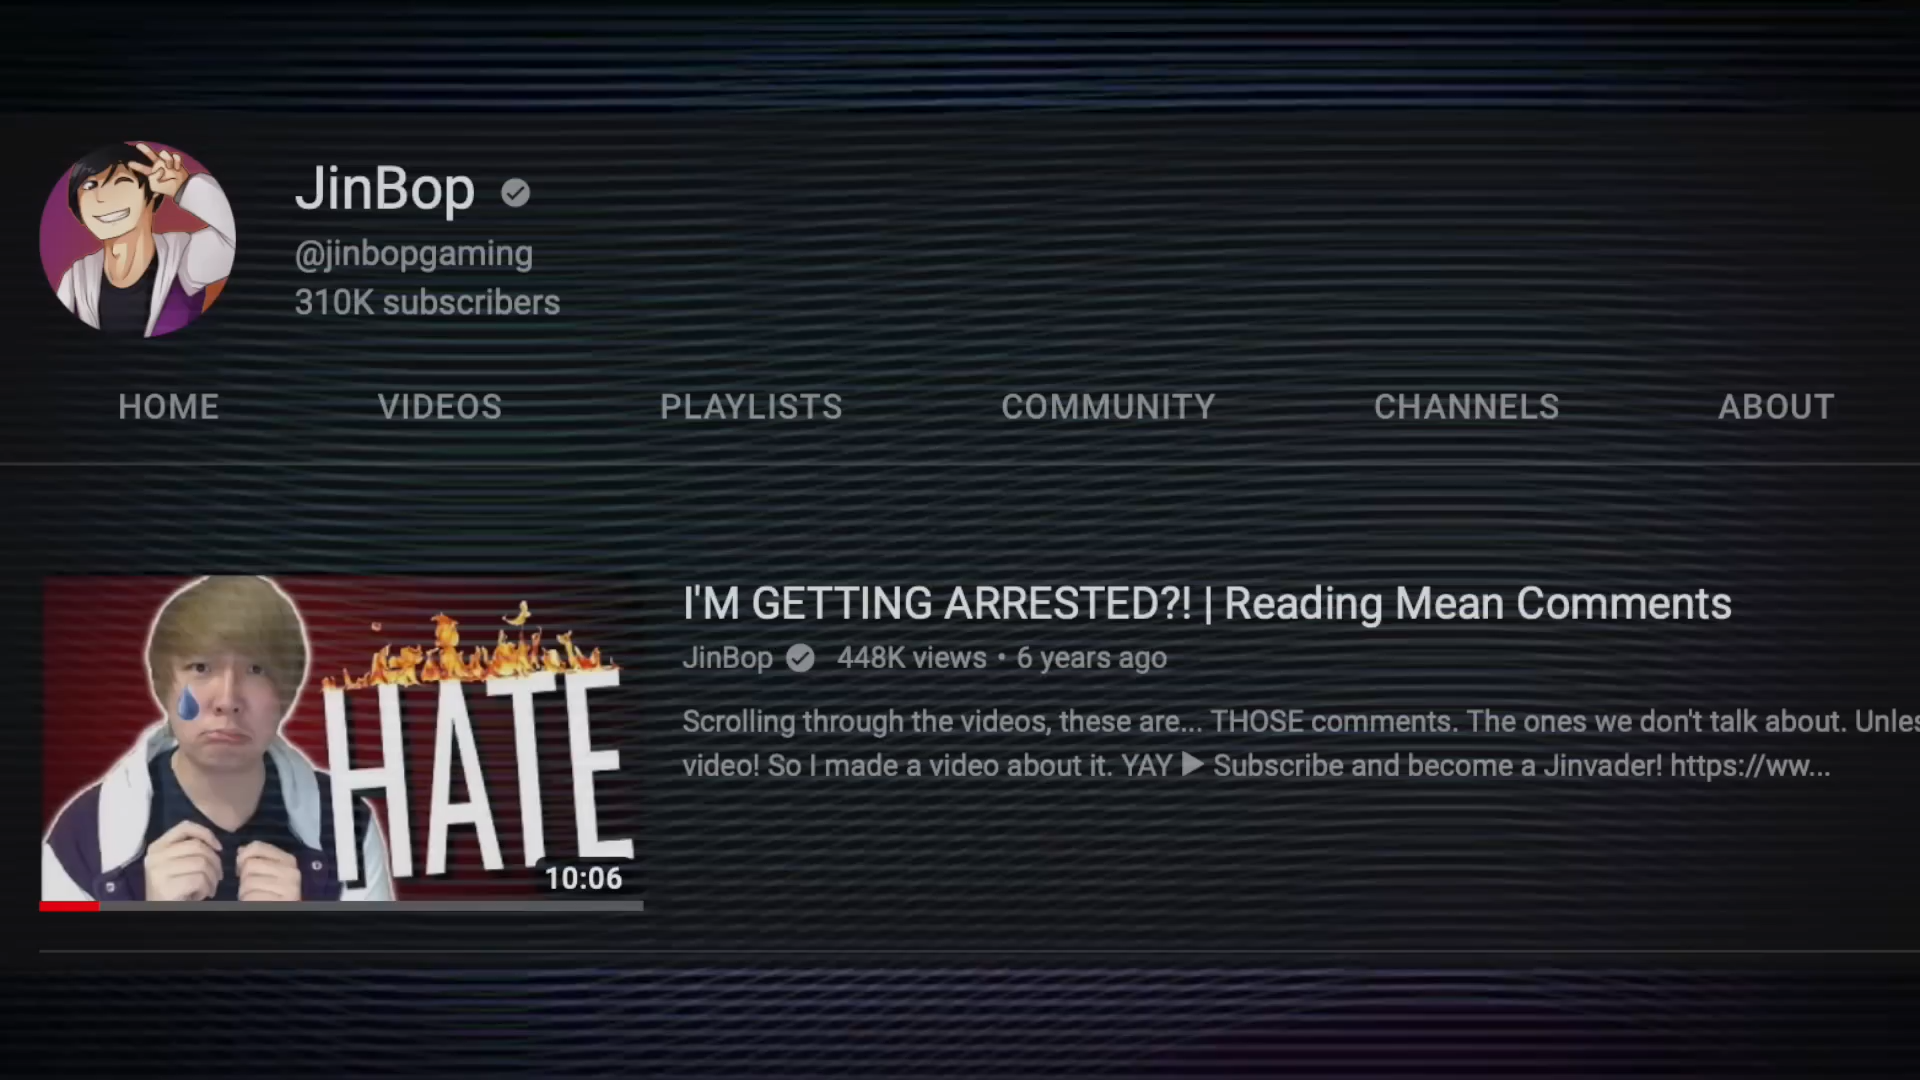 JinBop
@jinbopgaming
310K subscribers
HOME VIDEOS PLAYLISTS COMMUNITY CHANNELS ABOUT
HATE
10:06
I'M GETTING ARRESTED?! | Reading Mean Comments
JinBop 448K views • 6 years ago
Scrolling through the videos, these are... THOSE comments. The ones we don't talk about. Unles
video! So I made a video about it. YAY ▶ Subscribe and become a Jinvader! https://ww...